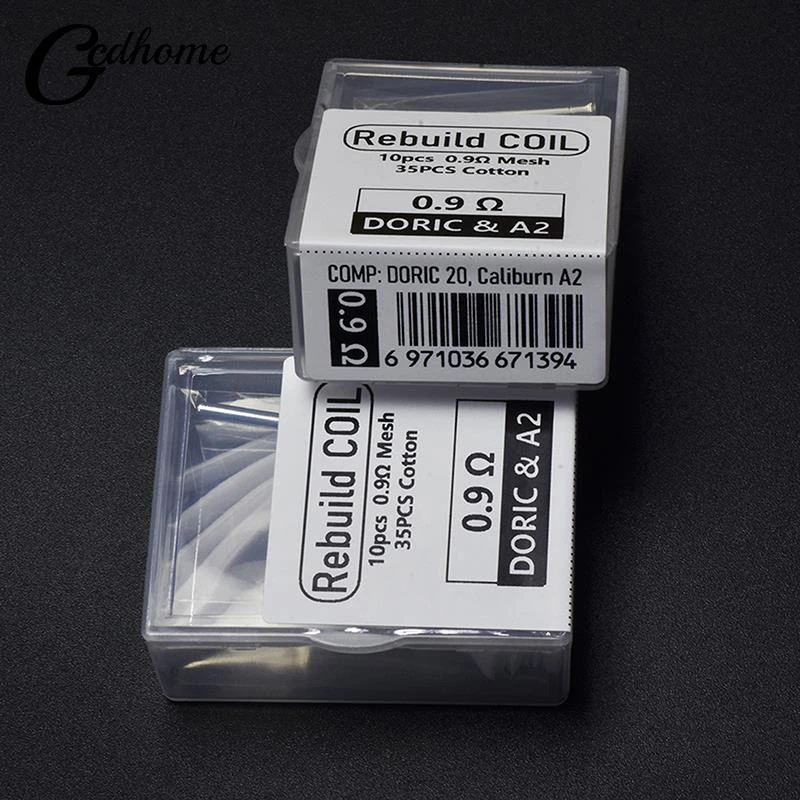 Gcdhome
Rebuild COIL
10pcs 0.9Ω Mesh
35PCS Cotton
0.9 Ω
DORIC & A2
COMP: DORIC 20, Caliburn A2
0.9 Ω
6 971036 671394
Rebuild COIL
10pcs 0.9Ω Mesh
35PCS Cotton
0.9 Ω
DORIC & A2